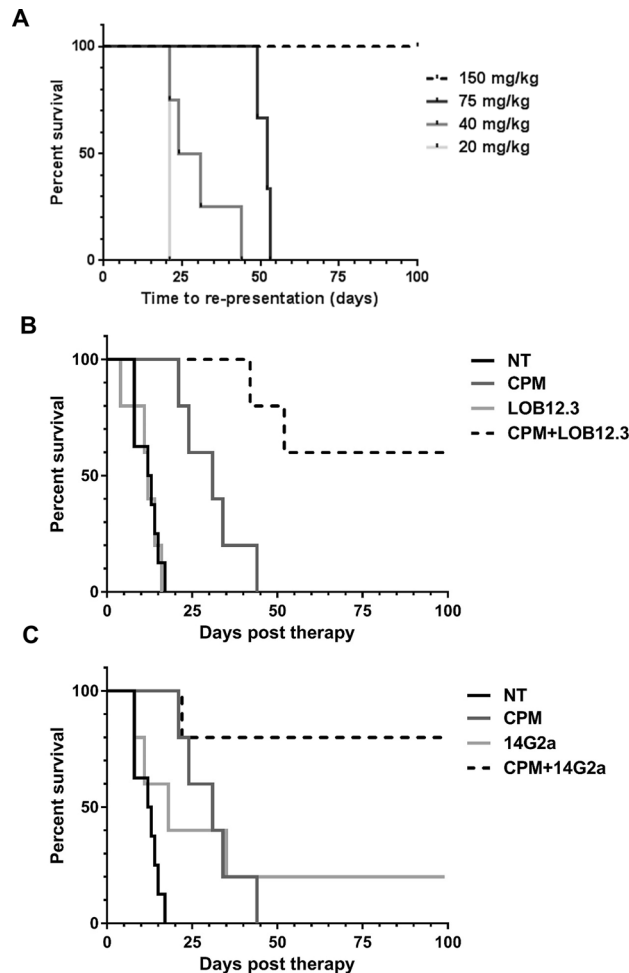 A
100
50
0
Percent survival
0 25 50 75 100
Time to re-presentation (days)
150 mg/kg
75 mg/kg
40 mg/kg
20 mg/kg
B
100
50
0
Percent survival
0 25 50 75 100
Days post therapy
NT
CPM
LOB12.3
CPM+LOB12.3
C
100
50
0
Percent survival
0 25 50 75 100
Days post therapy
NT
CPM
14G2a
CPM+14G2a